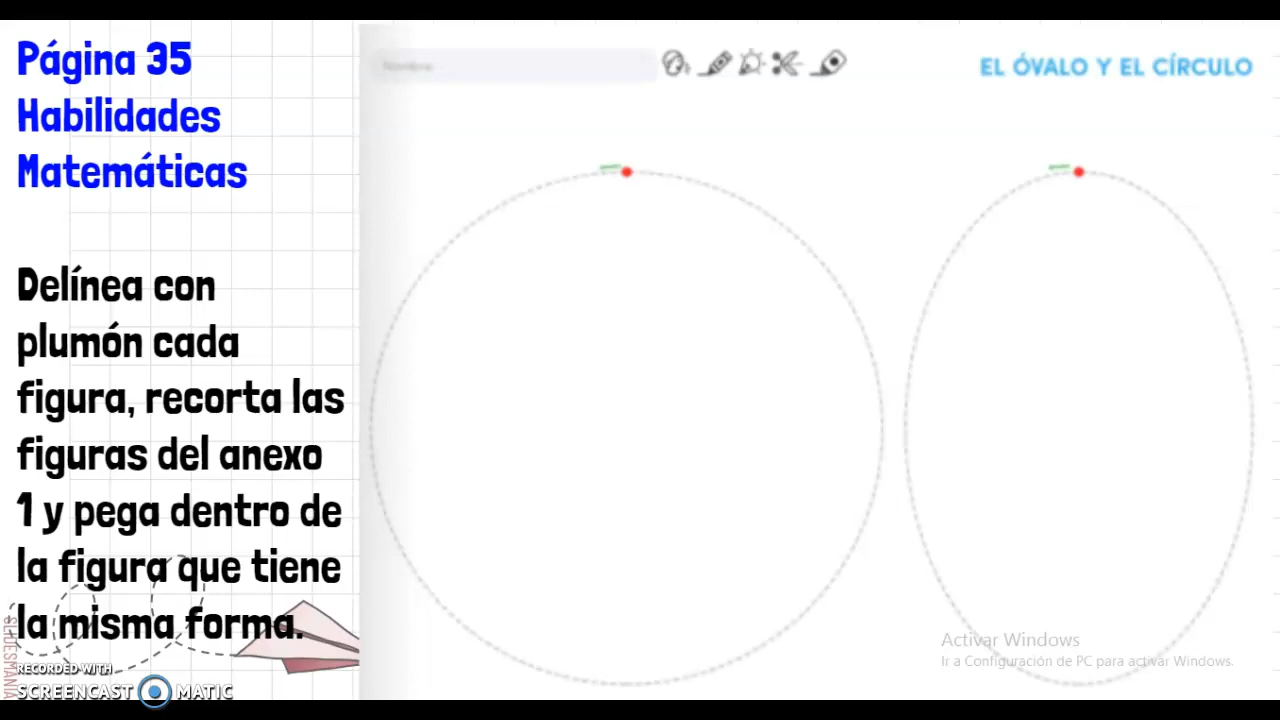 Página 35
Habilidades
Matemáticas
Delínea con
plumón cada
figura, recorta las
figuras del anexo
1 y pega dentro de
la figura que tiene
la misma forma.
Nombre
EL ÓVALO Y EL CÍRCULO
Activar Windows
Ir a Configuración de PC para activar Windows.
SLIDESMANIA
RECORDED WITH
SCREENCAST MATIC